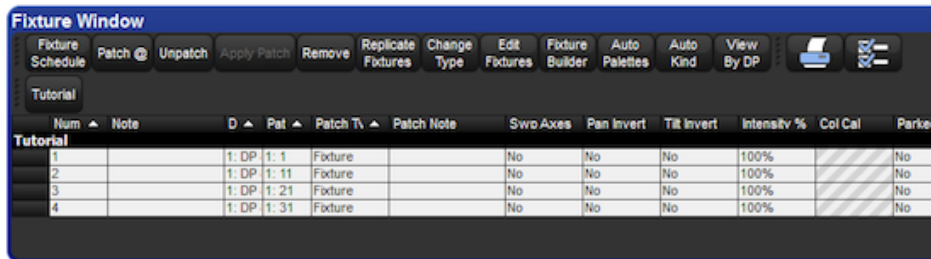 Fixture Window
Fixture Schedule Patch @ Unpatch Apply Patch Remove Replicate Fixtures Change Type Edit Fixtures Fixture Builder Auto Palettes Auto Kind View By DP
Tutorial
Num Note D Pat Patch Ty Patch Note Swp Axes Pan Invert Tilt Invert Intensity % Col Cal Parke
Tutorial
1 1: DP 1: 1 Fixture No No No 100% No
2 1: DP 1: 11 Fixture No No No 100% No
3 1: DP 1: 21 Fixture No No No 100% No
4 1: DP 1: 31 Fixture No No No 100% No